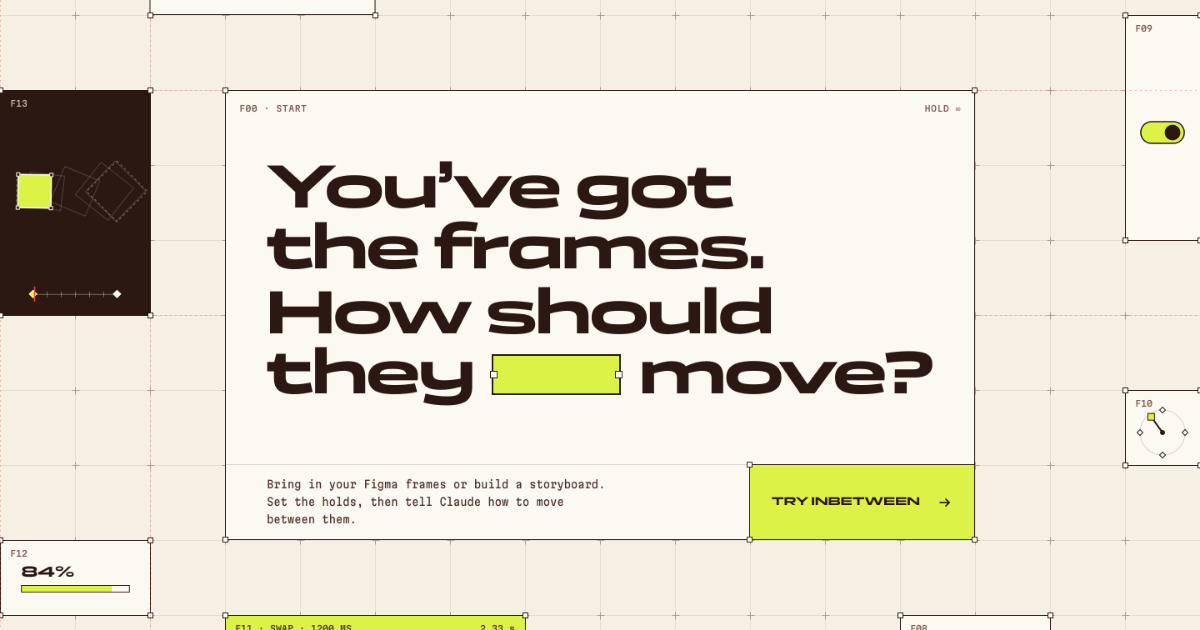 F09
F13
F00 · START
HOLD ∞
You’ve got
the frames.
How should
they move?
F10
Bring in your Figma frames or build a storyboard.
Set the holds, then tell Claude how to move
between them.
TRY INBETWEEN →
F12
84%
F11 · SWAP · 1200 MS
2.33 s
F08